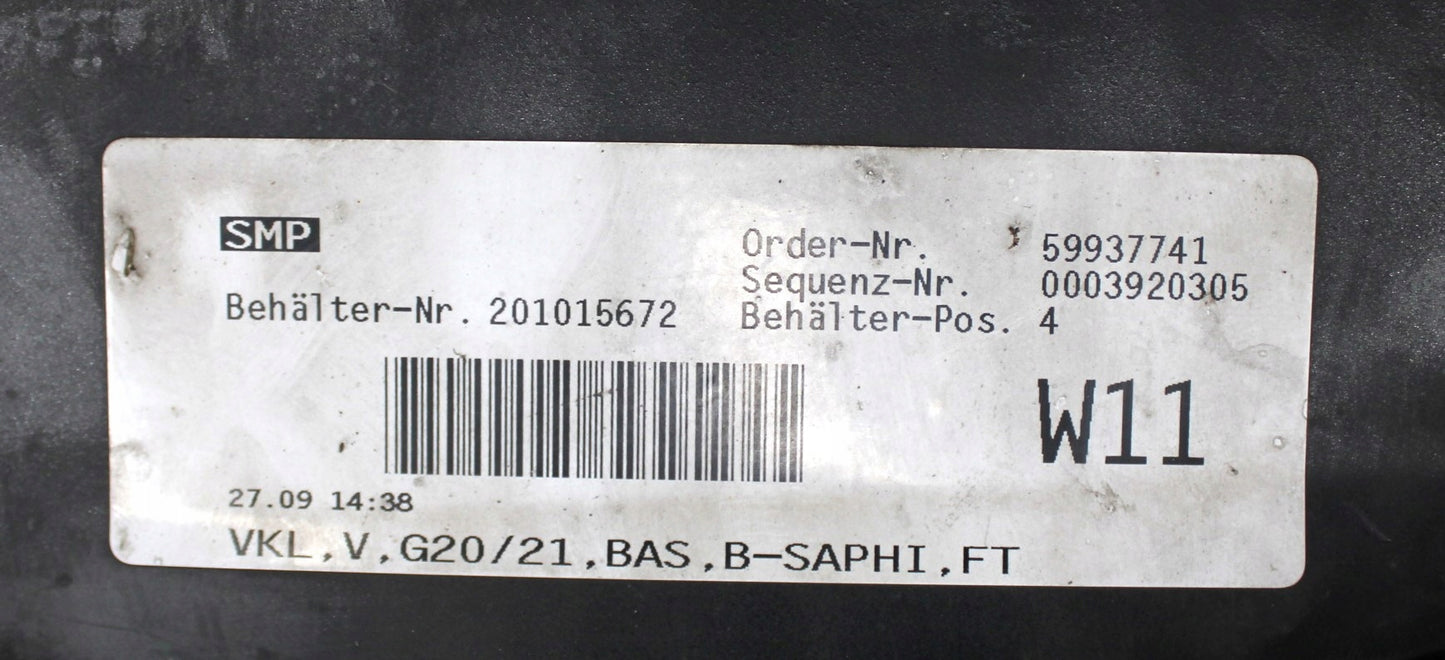 SMP
Order-Nr. 59937741
Sequenz-Nr. 0003920305
Behälter-Nr. 201015672
Behälter-Pos. 4
W11
27.09 14:38
VKL,V,G20/21,BAS,B-SAPHI,FT